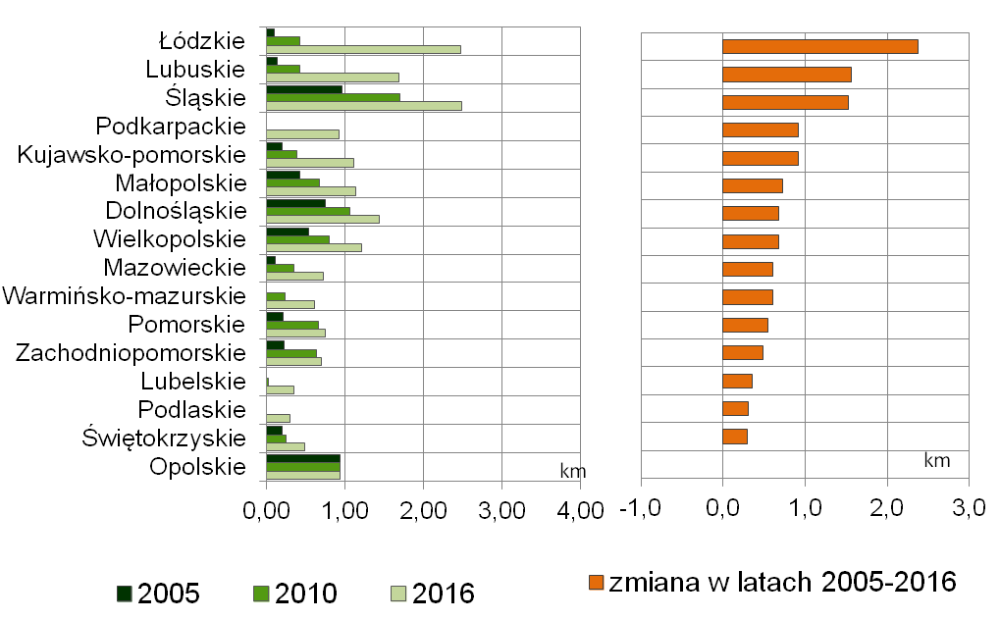 Łódzkie
Lubuskie
Śląskie
Podkarpackie
Kujawsko-pomorskie
Małopolskie
Dolnośląskie
Wielkopolskie
Mazowieckie
Warmińsko-mazurskie
Pomorskie
Zachodniopomorskie
Lubelskie
Podlaskie
Świętokrzyskie
Opolskie
km
0,00 1,00 2,00 3,00 4,00
2005 2010 2016
km
-1,0 0,0 1,0 2,0 3,0
zmiana w latach 2005-2016